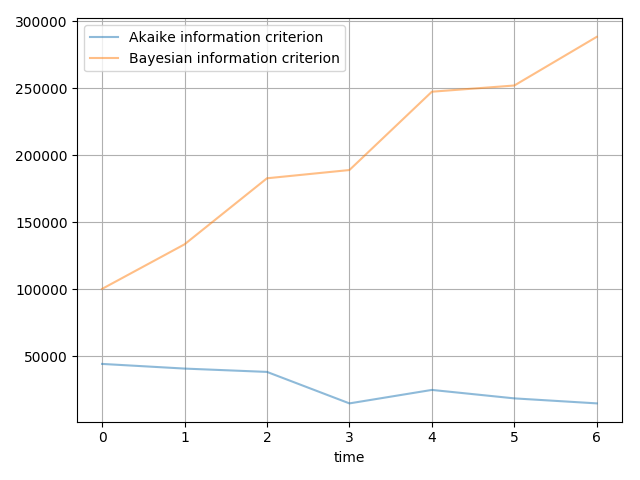 Akaike information criterion
Bayesian information criterion
300000
250000
200000
150000
100000
50000
0 1 2 3 4 5 6
time